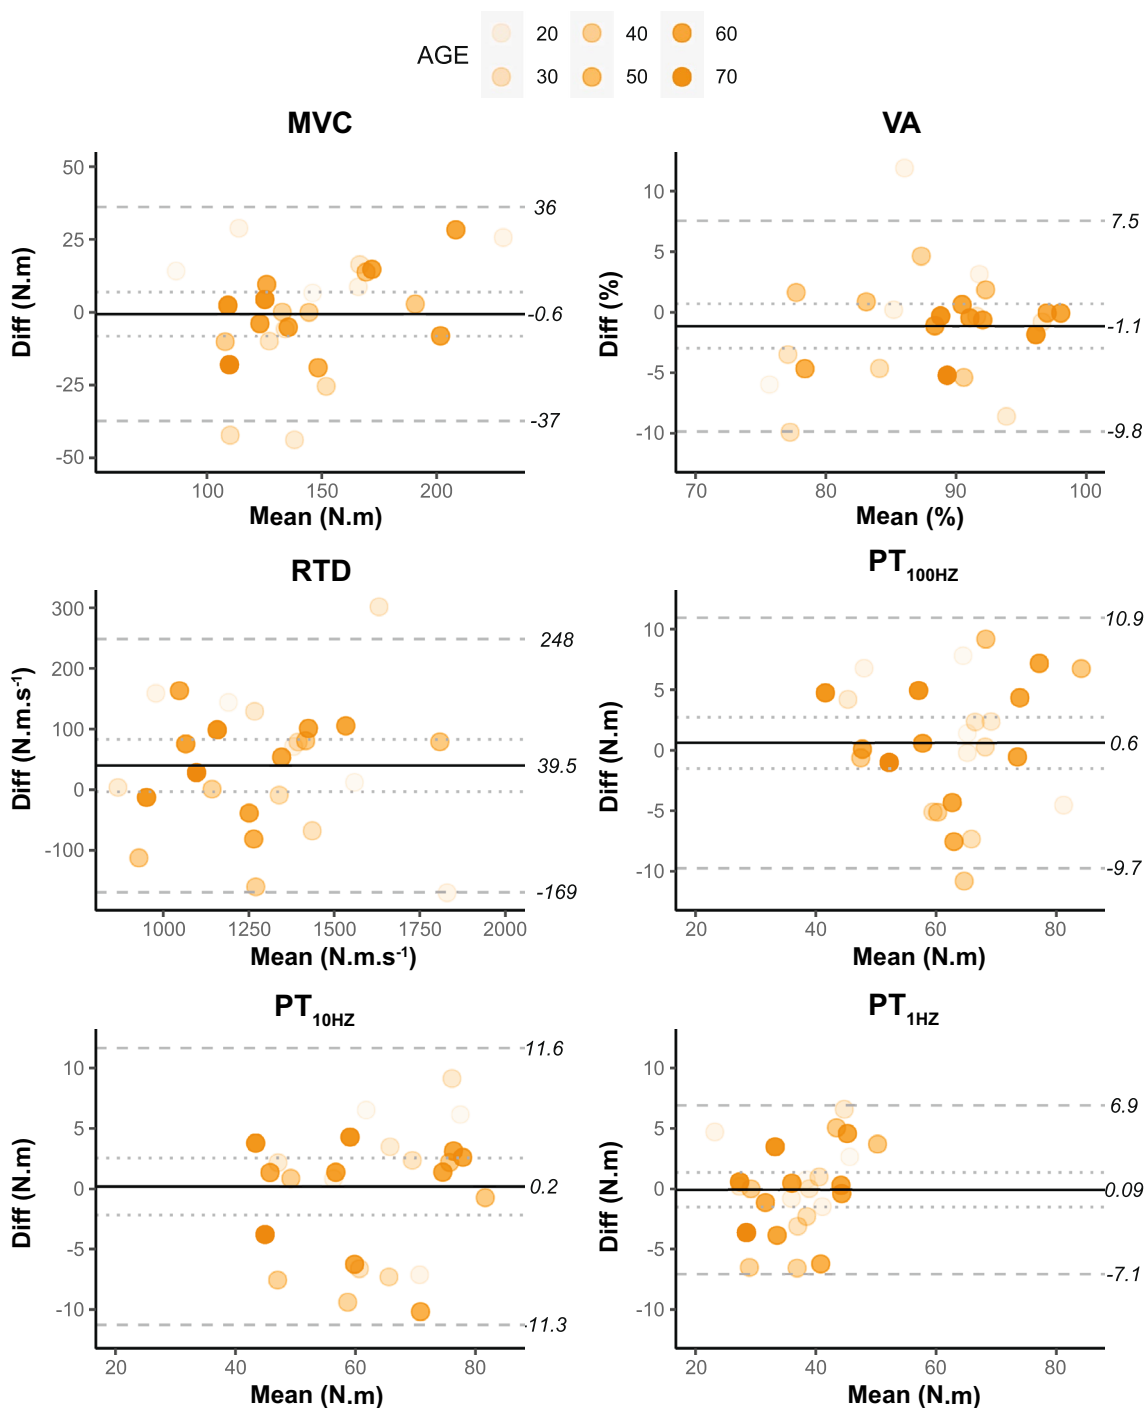 AGE
20 40 60
30 50 70
MVC
Diff (N.m)
50
25
0
-25
-50
36
-0.6
-37
100 150 200
Mean (N.m)
VA
Diff (%)
10
5
0
-5
-10
7.5
-1.1
-9.8
70 80 90 100
Mean (%)
RTD
Diff (N.m.s⁻¹)
300
200
100
0
-100
248
39.5
-169
1000 1250 1500 1750 2000
Mean (N.m.s⁻¹)
PT100HZ
Diff (N.m)
10
5
0
-5
-10
10.9
0.6
-9.7
20 40 60 80
Mean (N.m)
PT10HZ
Diff (N.m)
10
5
0
-5
-10
11.6
0.2
-11.3
20 40 60 80
Mean (N.m)
PT1HZ
Diff (N.m)
10
5
0
-5
-10
6.9
0.09
-7.1
20 40 60 80
Mean (N.m)